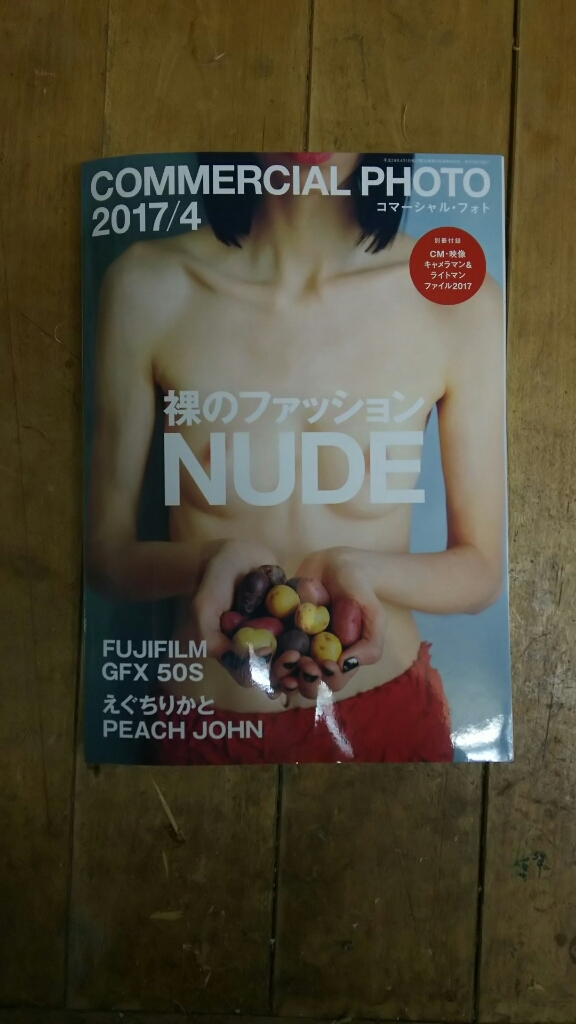 COMMERCIAL PHOTO
2017/4
コマーシャル・フォト
別冊付録
CM・映像
キャメラマン&
ライトマン
ファイル2017
裸のファッション
NUDE
FUJIFILM
GFX 50S
えぐちりかと
PEACH JOHN